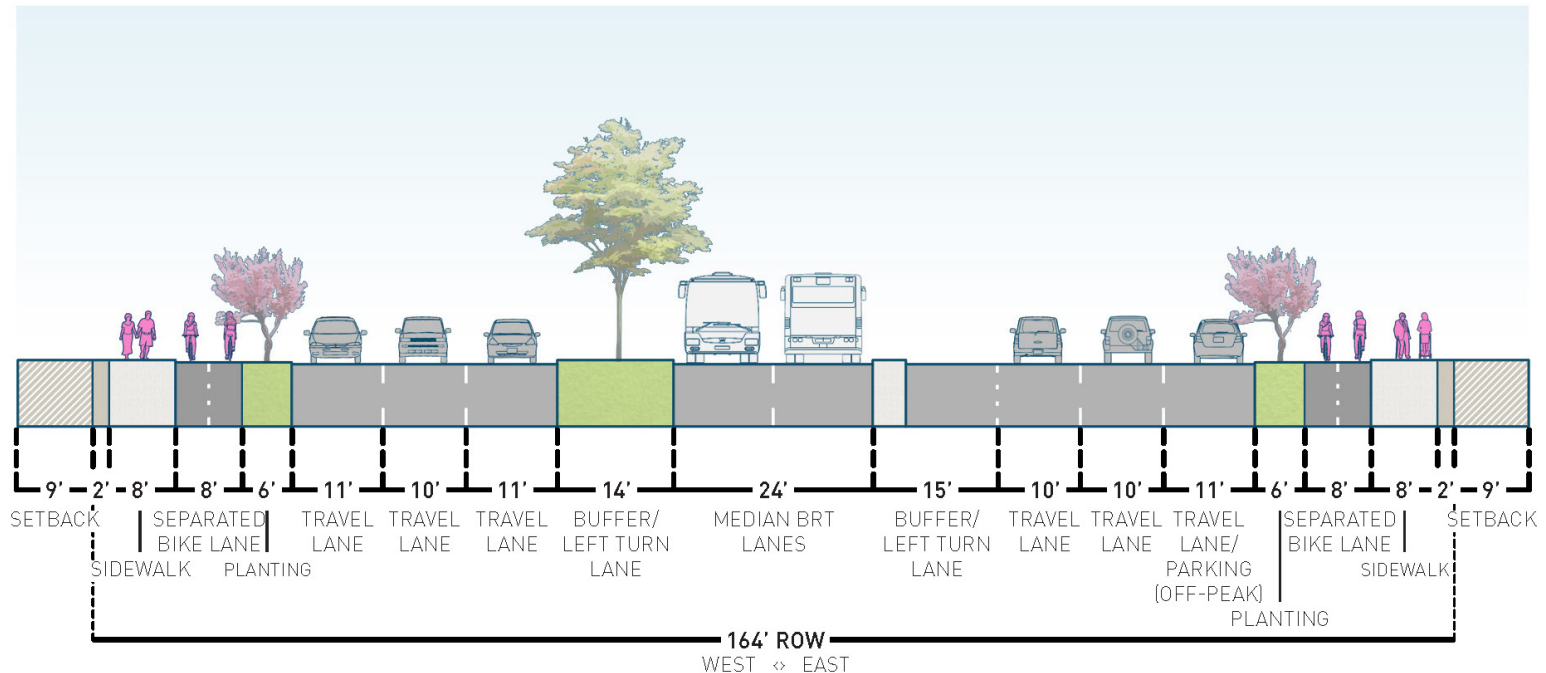 9' 2' 8' 8' 6' 11' 10' 11' 14' 24' 15' 10' 10' 11' 6' 8' 8' 2' 9'
SETBACK
SIDEWALK
SEPARATED
BIKE LANE
PLANTING
TRAVEL
LANE
TRAVEL
LANE
TRAVEL
LANE
BUFFER/
LEFT TURN
LANE
MEDIAN BRT
LANES
BUFFER/
LEFT TURN
LANE
TRAVEL
LANE
TRAVEL
LANE
TRAVEL
LANE/
PARKING
(OFF-PEAK)
PLANTING
SEPARATED
BIKE LANE
SIDEWALK
SETBACK
164' ROW
WEST <> EAST